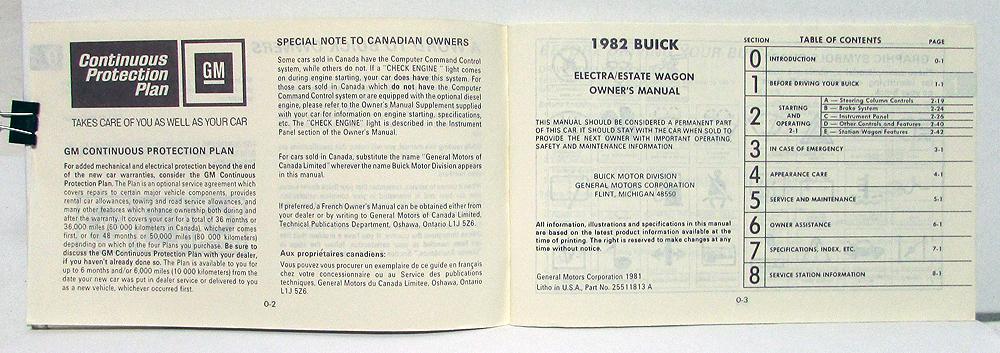 Continuous
Protection
Plan
GM
TAKES CARE OF YOU AS WELL AS YOUR CAR
GM CONTINUOUS PROTECTION PLAN
For added mechanical and electrical protection beyond the end
of the new car warranties, consider the GM Continuous
Protection Plan. The Plan is an optional service agreement which
covers repairs to certain major vehicle components, provides
rental car allowances, towing and road service allowances, and
many other features which enhance ownership both during and
after the warranty. It covers your car for a total of 36 months or
36,000 miles (60 000 kilometers in Canada), whichever comes
first, or for 48 months or 50,000 miles (80 000 kilometers)
depending on which of the four Plans you purchase. Be sure to
discuss the GM Continuous Protection Plan with your dealer,
if you haven't already done so. The Plan is available to you for
up to 6 months and/or 6,000 miles (10 000 kilometers) from the
date your new car was put in dealer service or delivered to you
as a new vehicle, whichever occurred first.
SPECIAL NOTE TO CANADIAN OWNERS
Some cars sold in Canada have the Computer Command Control
system, while others do not. If a "CHECK ENGINE" light comes
on during engine starting, your car does have this system. For
those cars sold in Canada which do not have the Computer
Command Control system or are equipped with the optional diesel
engine, please refer to the Owner's Manual Supplement supplied
with your car for information on engine starting, specifications,
etc. The "CHECK ENGINE" light is described in the Instrument
Panel section of the Owner's Manual.
For cars sold in Canada, substitute the name "General Motors of
Canada Limited" wherever the name Buick Motor Division appears
in this manual.
If preferred, a French Owner's Manual can be obtained either from
your dealer or by writing to General Motors of Canada Limited,
Technical Publications Department, Oshawa, Ontario L1J 5Z6.
Aux propriétaires canadiens:
Vous pouvez vous procurer un exemplaire de ce guide en français
chez votre concessionaire ou au Service des publications
techniques, General Motors du Canada Limitee, Oshawa, Ontario
L1J 5Z6.
0-2
1982 BUICK
ELECTRA/ESTATE WAGON
OWNER'S MANUAL
THIS MANUAL SHOULD BE CONSIDERED A PERMANENT PART
OF THIS CAR. IT SHOULD STAY WITH THE CAR WHEN SOLD TO
PROVIDE THE NEXT OWNER WITH IMPORTANT OPERATING,
SAFETY AND MAINTENANCE INFORMATION.
BUICK MOTOR DIVISION
GENERAL MOTORS CORPORATION
FLINT, MICHIGAN 48550
All information, illustrations and specifications in this manual
are based on the latest product information available at the
time of printing. The right is reserved to make changes at any
time without notice.
General Motors Corporation 1981
Litho in U.S.A., Part No. 25511813 A
SECTION TABLE OF CONTENTS PAGE
0 INTRODUCTION 0-1
1 BEFORE DRIVING YOUR BUICK 1-1
2 STARTING AND OPERATING 2-1
A — Steering Column Controls 2-19
B — Brake System 2-24
C — Instrument Panel 2-26
D — Other Controls and Features 2-40
E — Station Wagon Features 2-42
3 IN CASE OF EMERGENCY 3-1
4 APPEARANCE CARE 4-1
5 SERVICE AND MAINTENANCE 5-1
6 OWNER ASSISTANCE 6-1
7 SPECIFICATIONS, INDEX, ETC. 7-1
8 SERVICE STATION INFORMATION 8-1
0-3